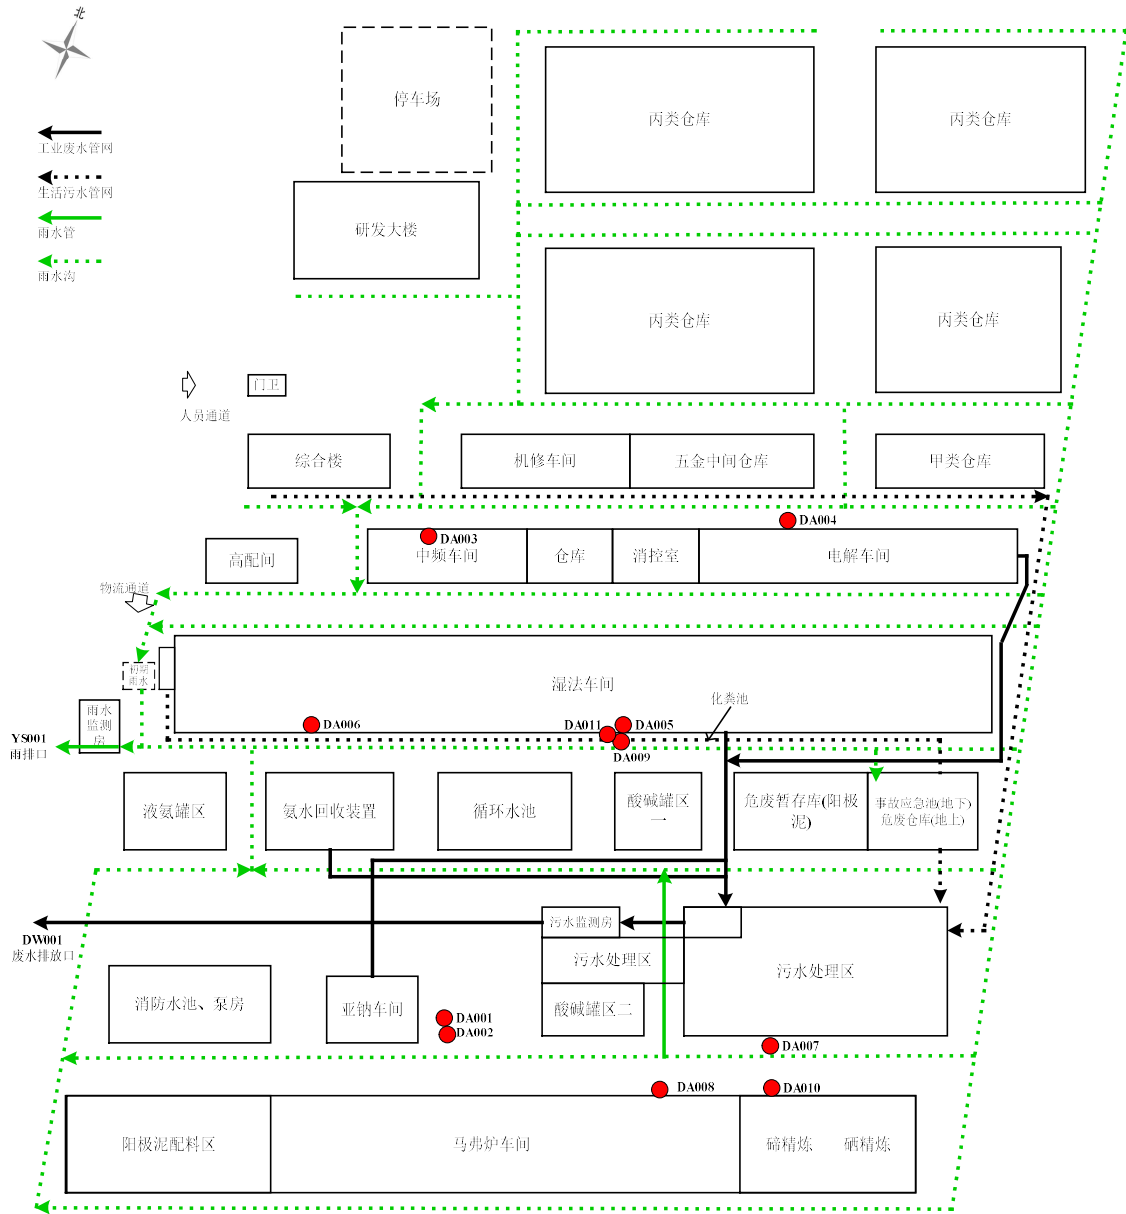 北
停车场
丙类仓库
丙类仓库
工业废水管网
生活污水管网
雨水管
雨水沟
研发大楼
丙类仓库
丙类仓库
门卫
人员通道
综合楼
机修车间
五金中间仓库
甲类仓库
DA003
DA004
中频车间
仓库
消控室
电解车间
高配间
物流通道
初期
雨水
湿法车间
化粪池
雨水
监测
房
YS001
雨排口
DA006
DA011
DA005
DA009
液氨罐区
氨水回收装置
循环水池
酸碱罐区
一
危废暂存库(阳极
泥)
事故应急池(地下)
危废仓库(地上)
DW001
废水排放口
污水监测房
污水处理区
污水处理区
消防水池、泵房
亚钠车间
DA001
DA002
酸碱罐区二
DA007
DA008
DA010
阳极泥配料区
马弗炉车间
碲精炼
硒精炼